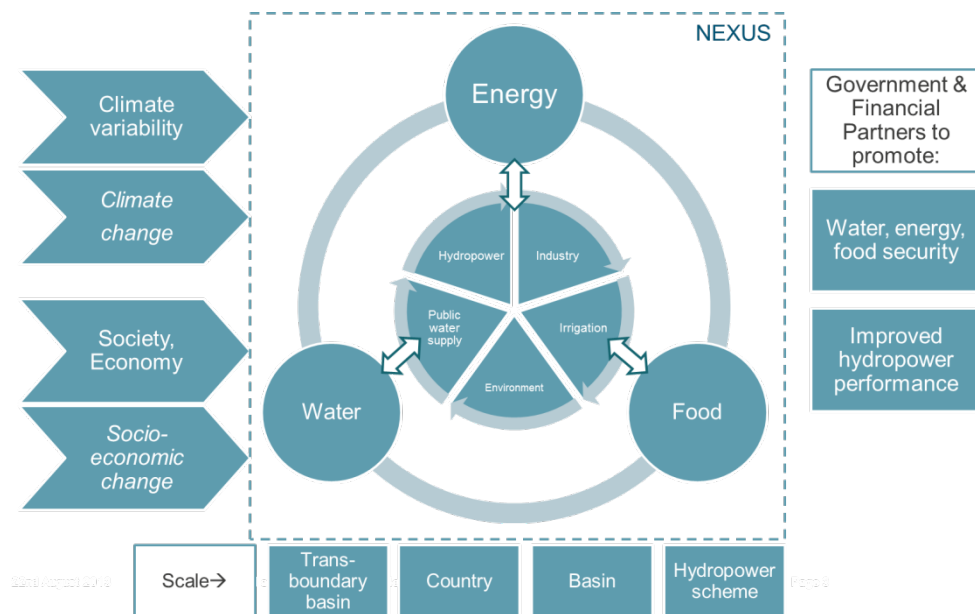 NEXUS
Climate
variability
Climate
change
Society,
Economy
Socio-
economic
change
Energy
Hydropower
Industry
Public
water
supply
Irrigation
Environment
Water
Food
Government &
Financial
Partners to
promote:
Water, energy,
food security
Improved
hydropower
performance
Scale→
Trans-
boundary
basin
Country
Basin
Hydropower
scheme